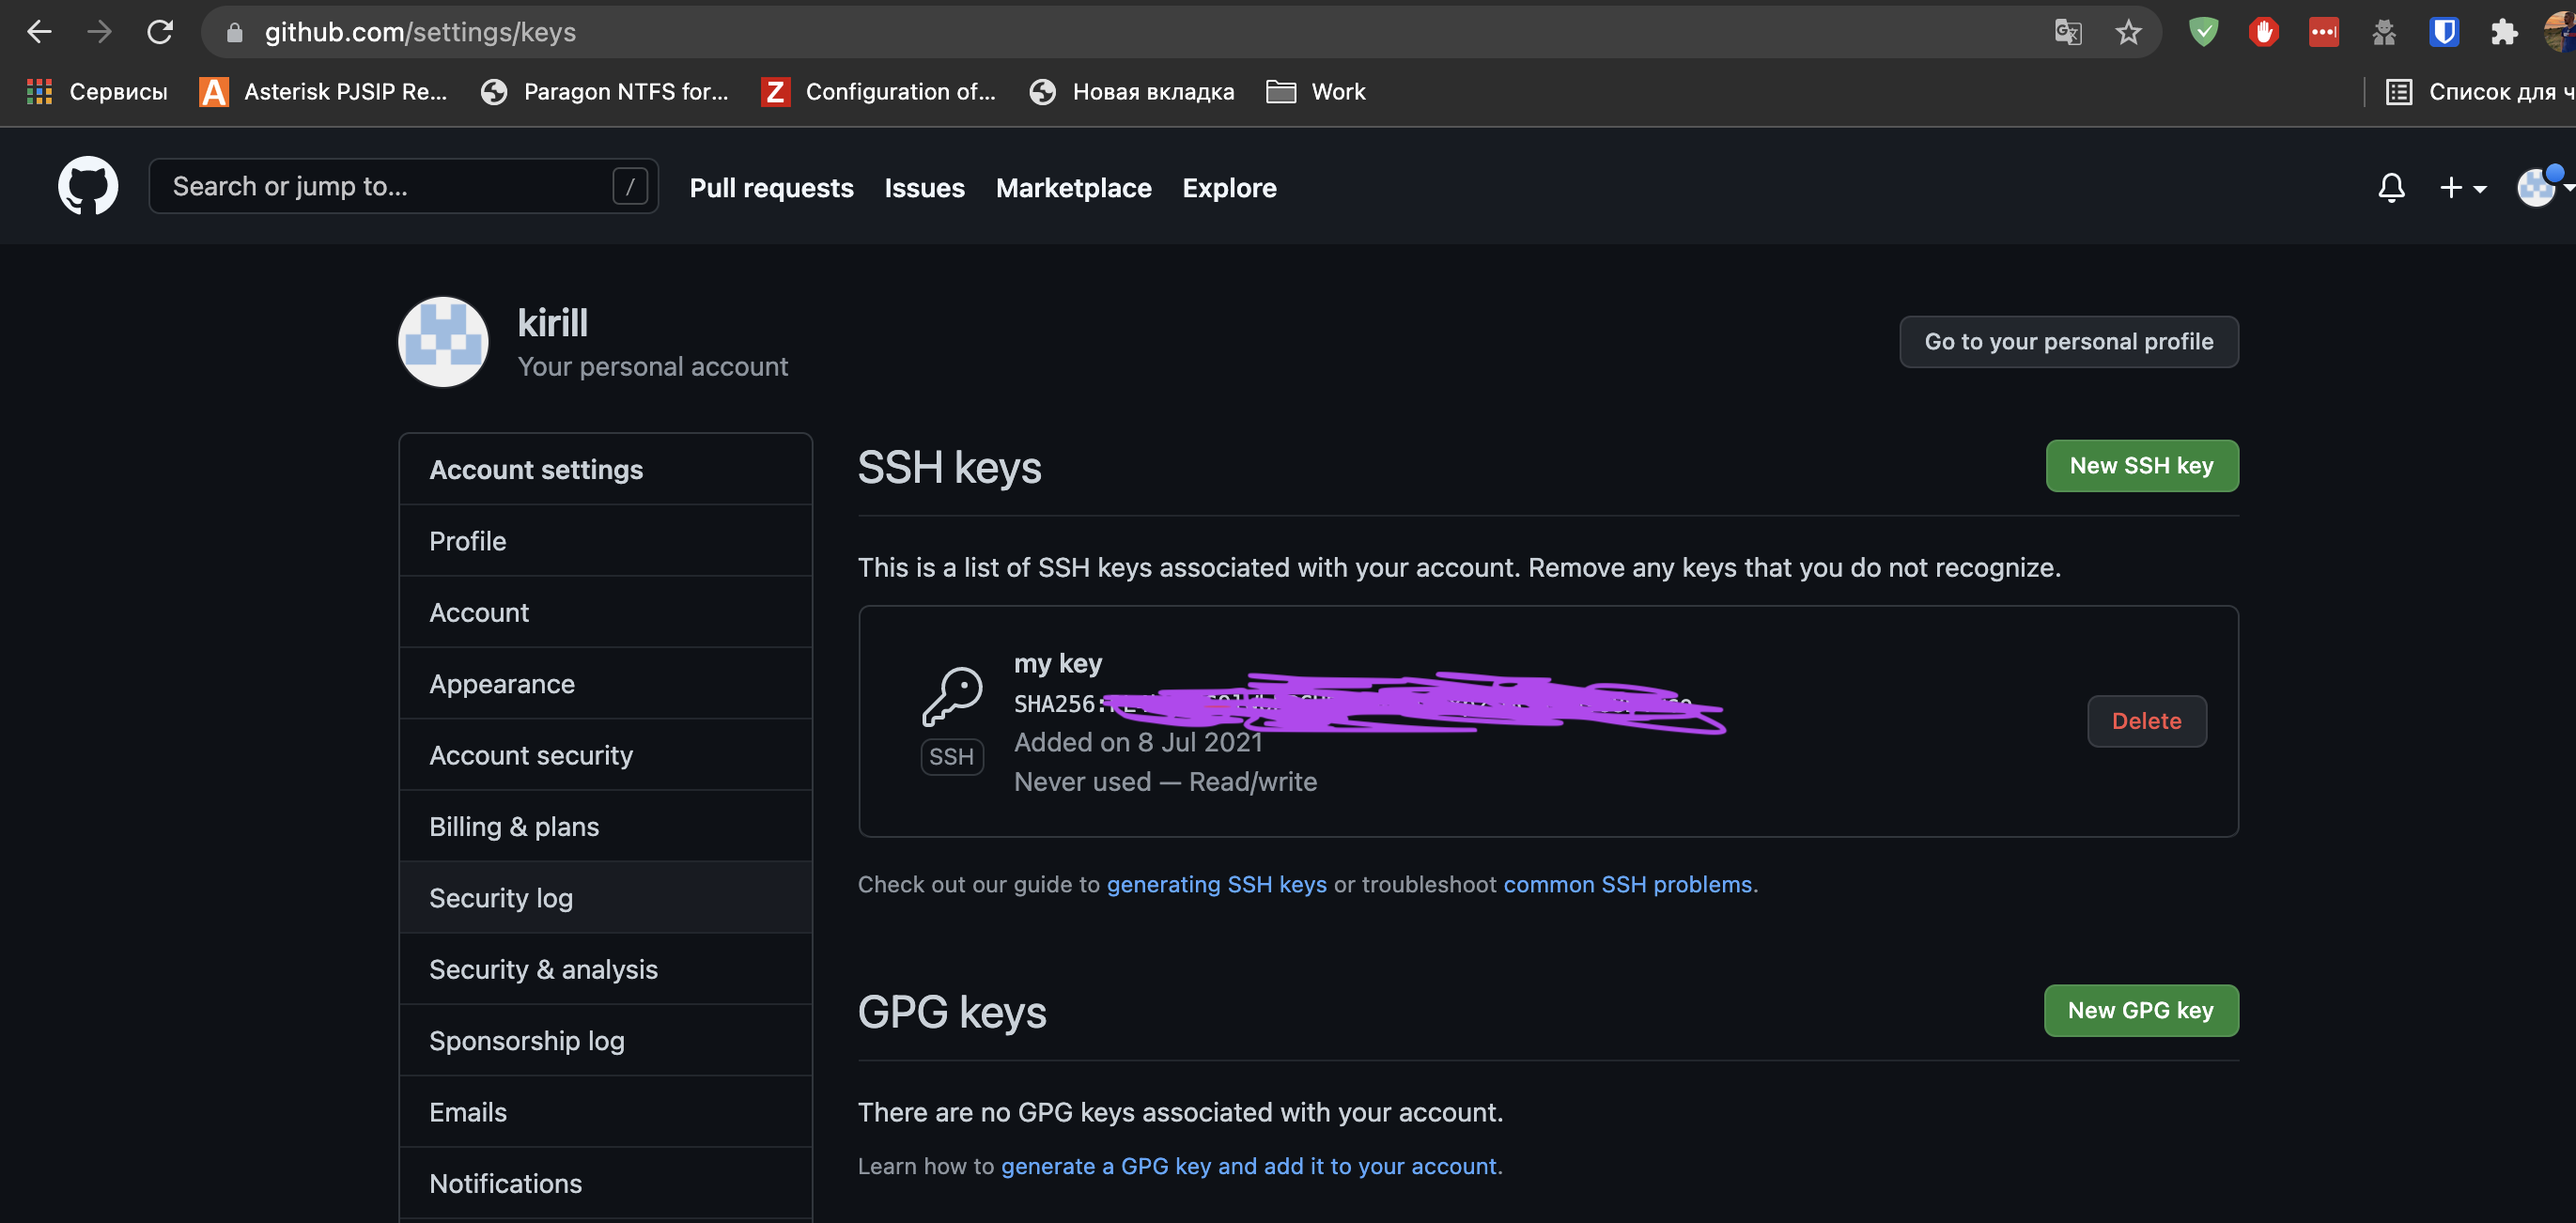 github.com/settings/keys
Сервисы
Asterisk PJSIP Re...
Paragon NTFS for...
Configuration of...
Новая вкладка
Work
Список для ч
Search or jump to...
/
Pull requests
Issues
Marketplace
Explore
kirill
Your personal account
Go to your personal profile
Account settings
Profile
Account
Appearance
Account security
Billing & plans
Security log
Security & analysis
Sponsorship log
Emails
Notifications
SSH keys
New SSH key
This is a list of SSH keys associated with your account. Remove any keys that you do not recognize.
my key
SHA256:
SSH
Added on 8 Jul 2021
Never used — Read/write
Delete
Check out our guide to generating SSH keys or troubleshoot common SSH problems.
GPG keys
New GPG key
There are no GPG keys associated with your account.
Learn how to generate a GPG key and add it to your account.